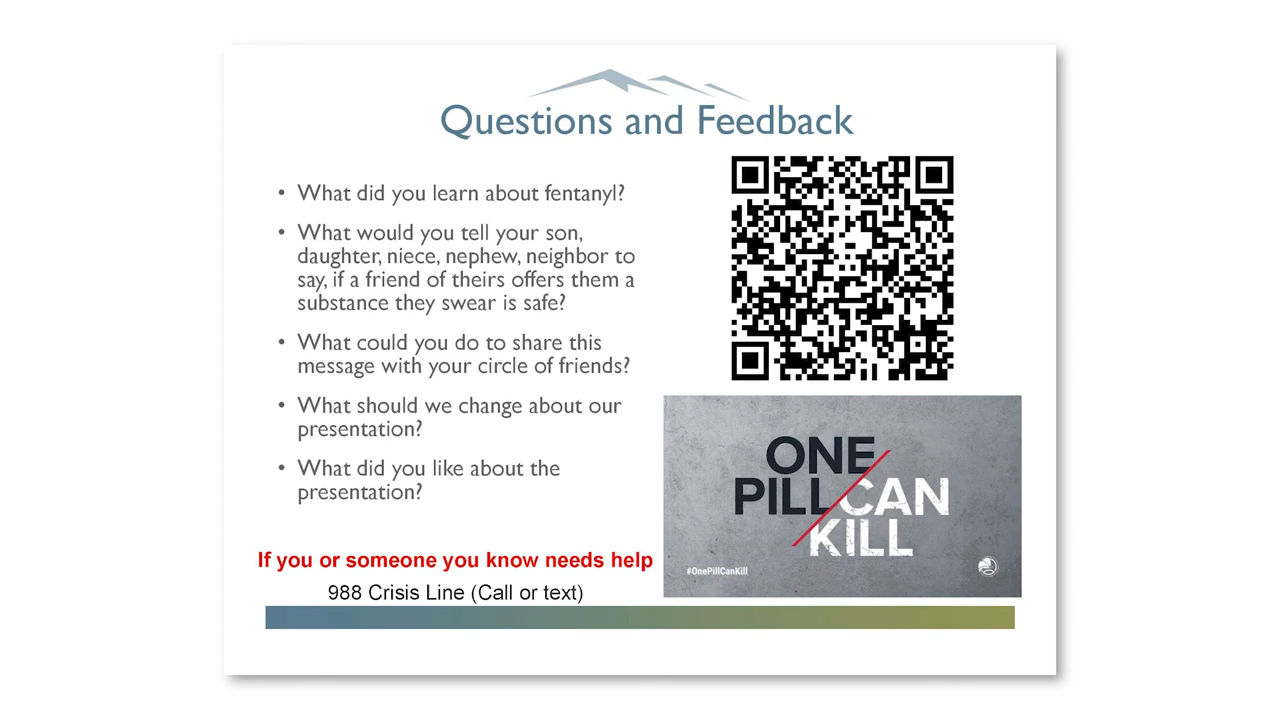 Questions and Feedback
• What did you learn about fentanyl?
• What would you tell your son,
daughter, niece, nephew, neighbor to
say, if a friend of theirs offers them a
substance they swear is safe?
• What could you do to share this
message with your circle of friends?
• What should we change about our
presentation?
• What did you like about the
presentation?
If you or someone you know needs help
988 Crisis Line (Call or text)
ONE
PILL CAN
KILL
#OnePillCanKill